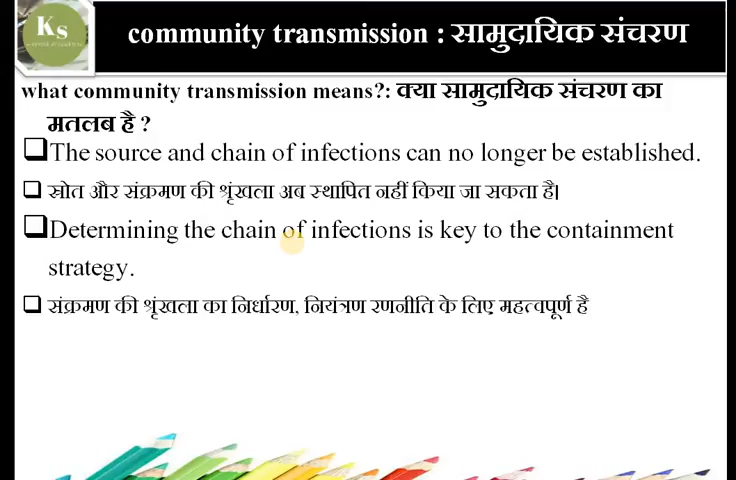 Ks
community transmission : सामुदायिक संचरण
what community transmission means?: क्या सामुदायिक संचरण का
मतलब है ?
The source and chain of infections can no longer be established.
स्रोत और संक्रमण की श्रृंखला अब स्थापित नहीं किया जा सकता है।
Determining the chain of infections is key to the containment
strategy.
संक्रमण की श्रृंखला का निर्धारण, नियंत्रण रणनीति के लिए महत्वपूर्ण है